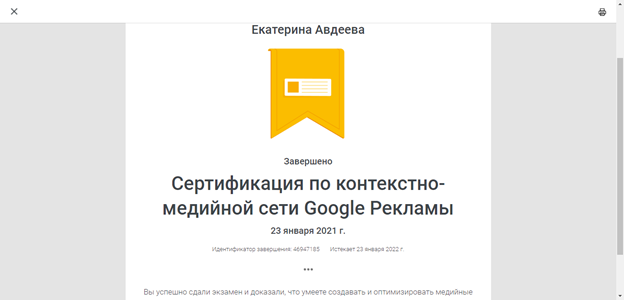 Екатерина Авдеева
Завершено
Сертификация по контекстно-
медийной сети Google Рекламы
23 января 2021 г.
Идентификатор завершения: 46947185 Истекает 23 января 2022 г.
***
Вы успешно сдали экзамен и доказали, что умеете создавать и оптимизировать медийные